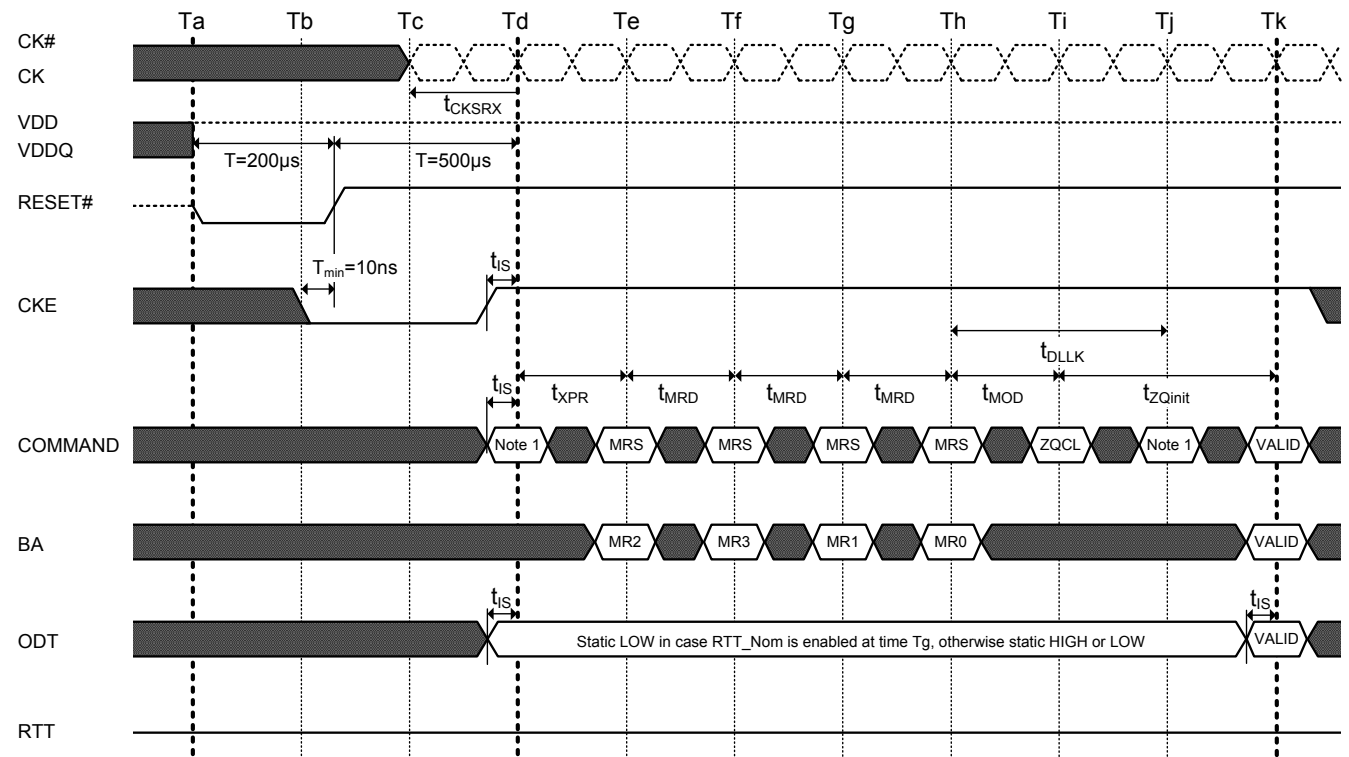 Ta Tb Tc Td Te Tf Tg Th Ti Tj Tk
CK#
CK
tCKSRX
VDD
VDDQ
T=200µs T=500µs
RESET#
Tmin=10ns tIS
CKE
tDLLK
tIS tXPR tMRD tMRD tMRD tMOD tZQinit
COMMAND Note 1 MRS MRS MRS MRS ZQCL Note 1 VALID
BA MR2 MR3 MR1 MR0 VALID
tIS tIS
ODT Static LOW in case RTT_Nom is enabled at time Tg, otherwise static HIGH or LOW VALID
RTT